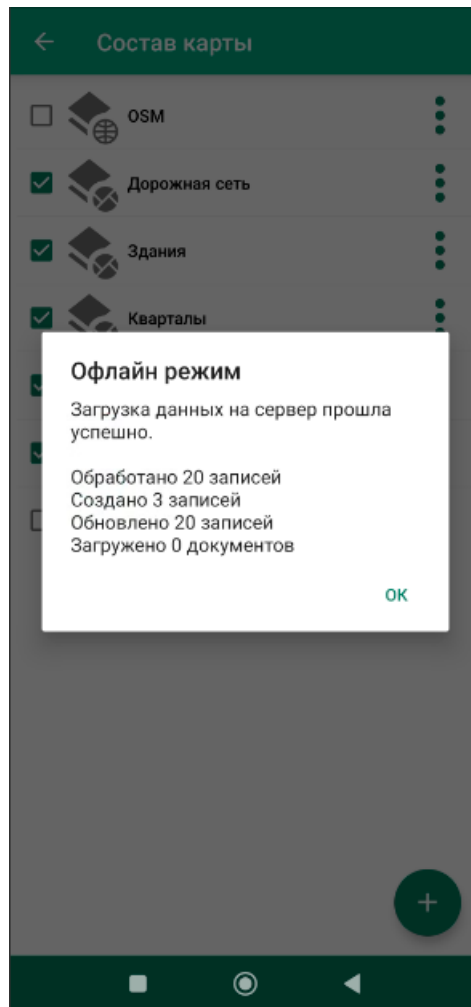 Состав карты
OSM
Дорожная сеть
Здания
Кварталы
Офлайн режим
Загрузка данных на сервер прошла
успешно.
Обработано 20 записей
Создано 3 записей
Обновлено 20 записей
Загружено 0 документов
ОК